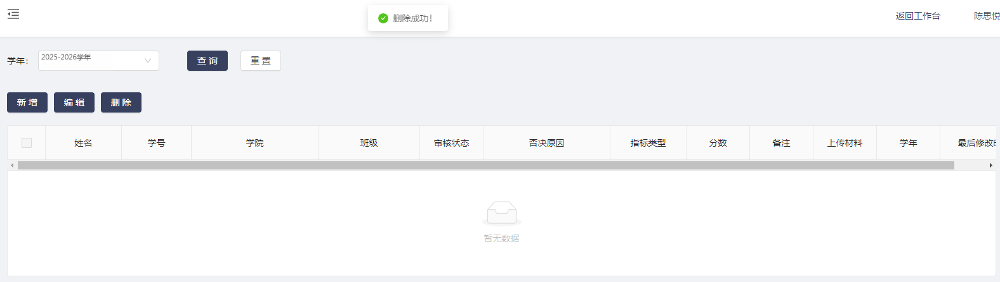 删除成功！
返回工作台 陈思悦
学年： 2025-2026学年 查 询 重 置
新 增 编 辑 删 除
姓名 学号 学院 班级 审核状态 否决原因 指标类型 分数 备注 上传材料 学年 最后修改
暂无数据